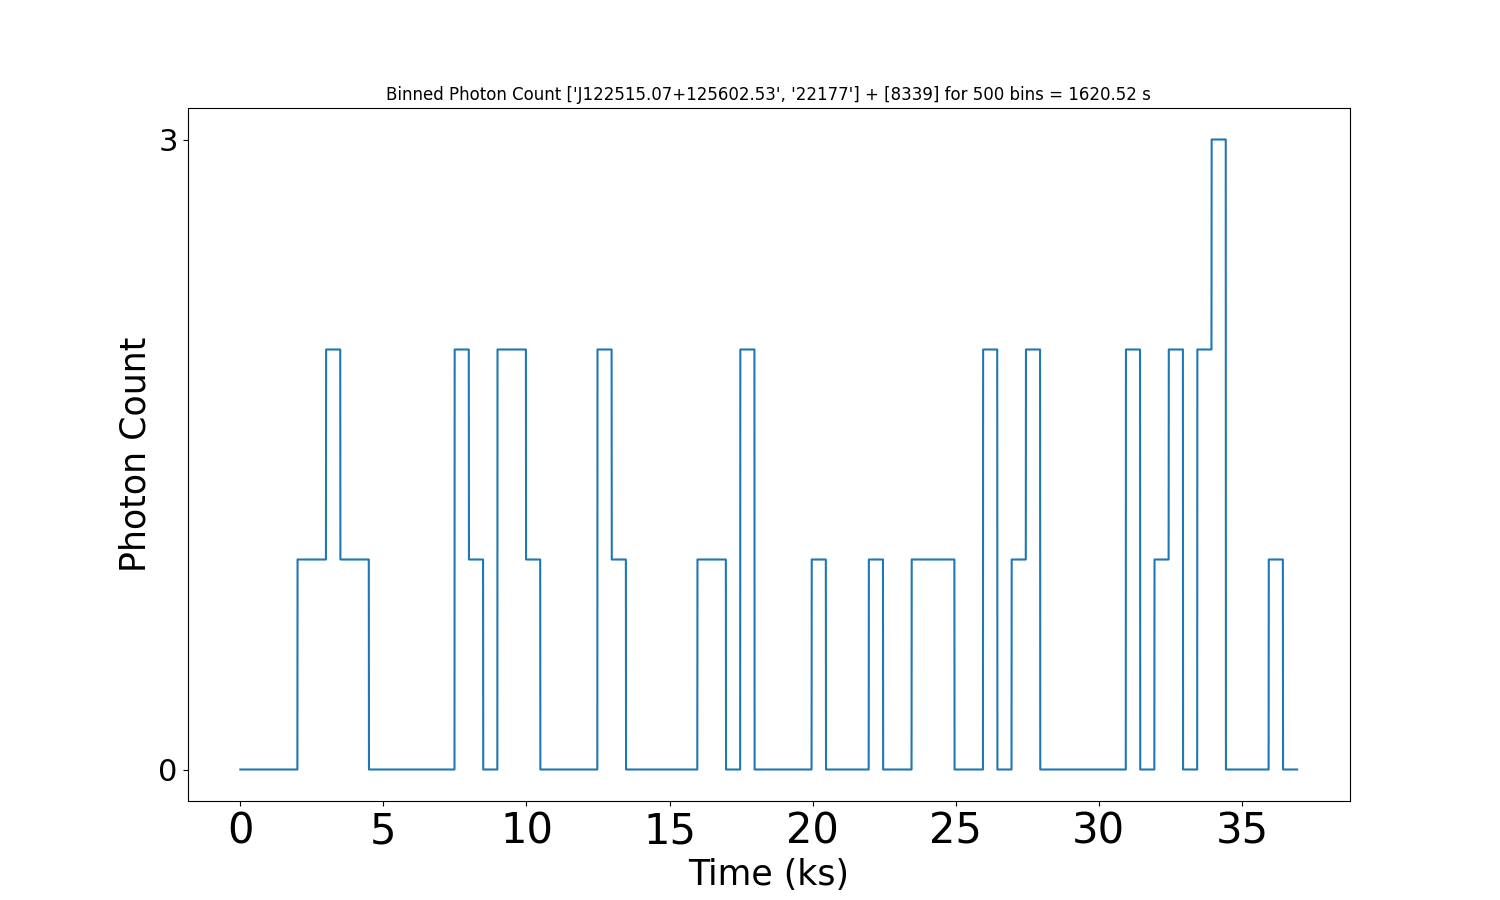 Binned Photon Count ['J122515.07+125602.53', '22177'] + [8339] for 500 bins = 1620.52 s
3
Photon Count
0
0 5 10 15 20 25 30 35
Time (ks)